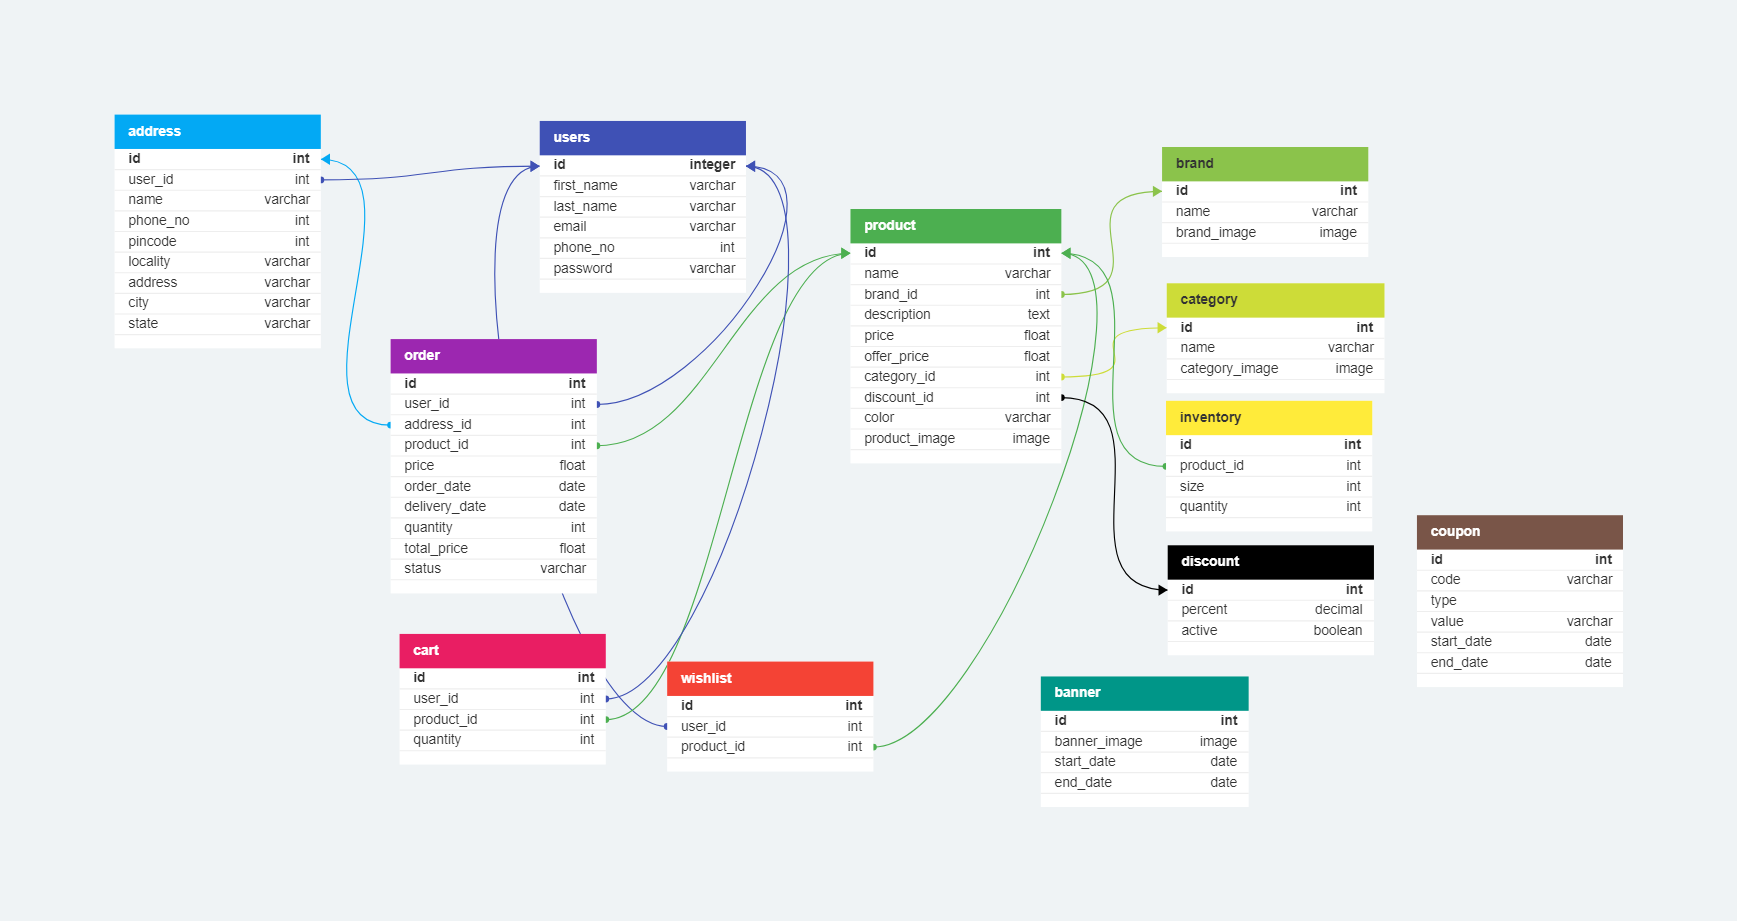 address
id int
user_id int
name varchar
phone_no int
pincode int
locality varchar
address varchar
city varchar
state varchar
users
id integer
first_name varchar
last_name varchar
email varchar
phone_no int
password varchar
order
id int
user_id int
address_id int
product_id int
price float
order_date date
delivery_date date
quantity int
total_price float
status varchar
cart
id int
user_id int
product_id int
quantity int
wishlist
id int
user_id int
product_id int
product
id int
name varchar
brand_id int
description text
price float
offer_price float
category_id int
discount_id int
color varchar
product_image image
brand
id int
name varchar
brand_image image
category
id int
name varchar
category_image image
inventory
id int
product_id int
size int
quantity int
discount
id int
percent decimal
active boolean
banner
id int
banner_image image
start_date date
end_date date
coupon
id int
code varchar
type
value varchar
start_date date
end_date date